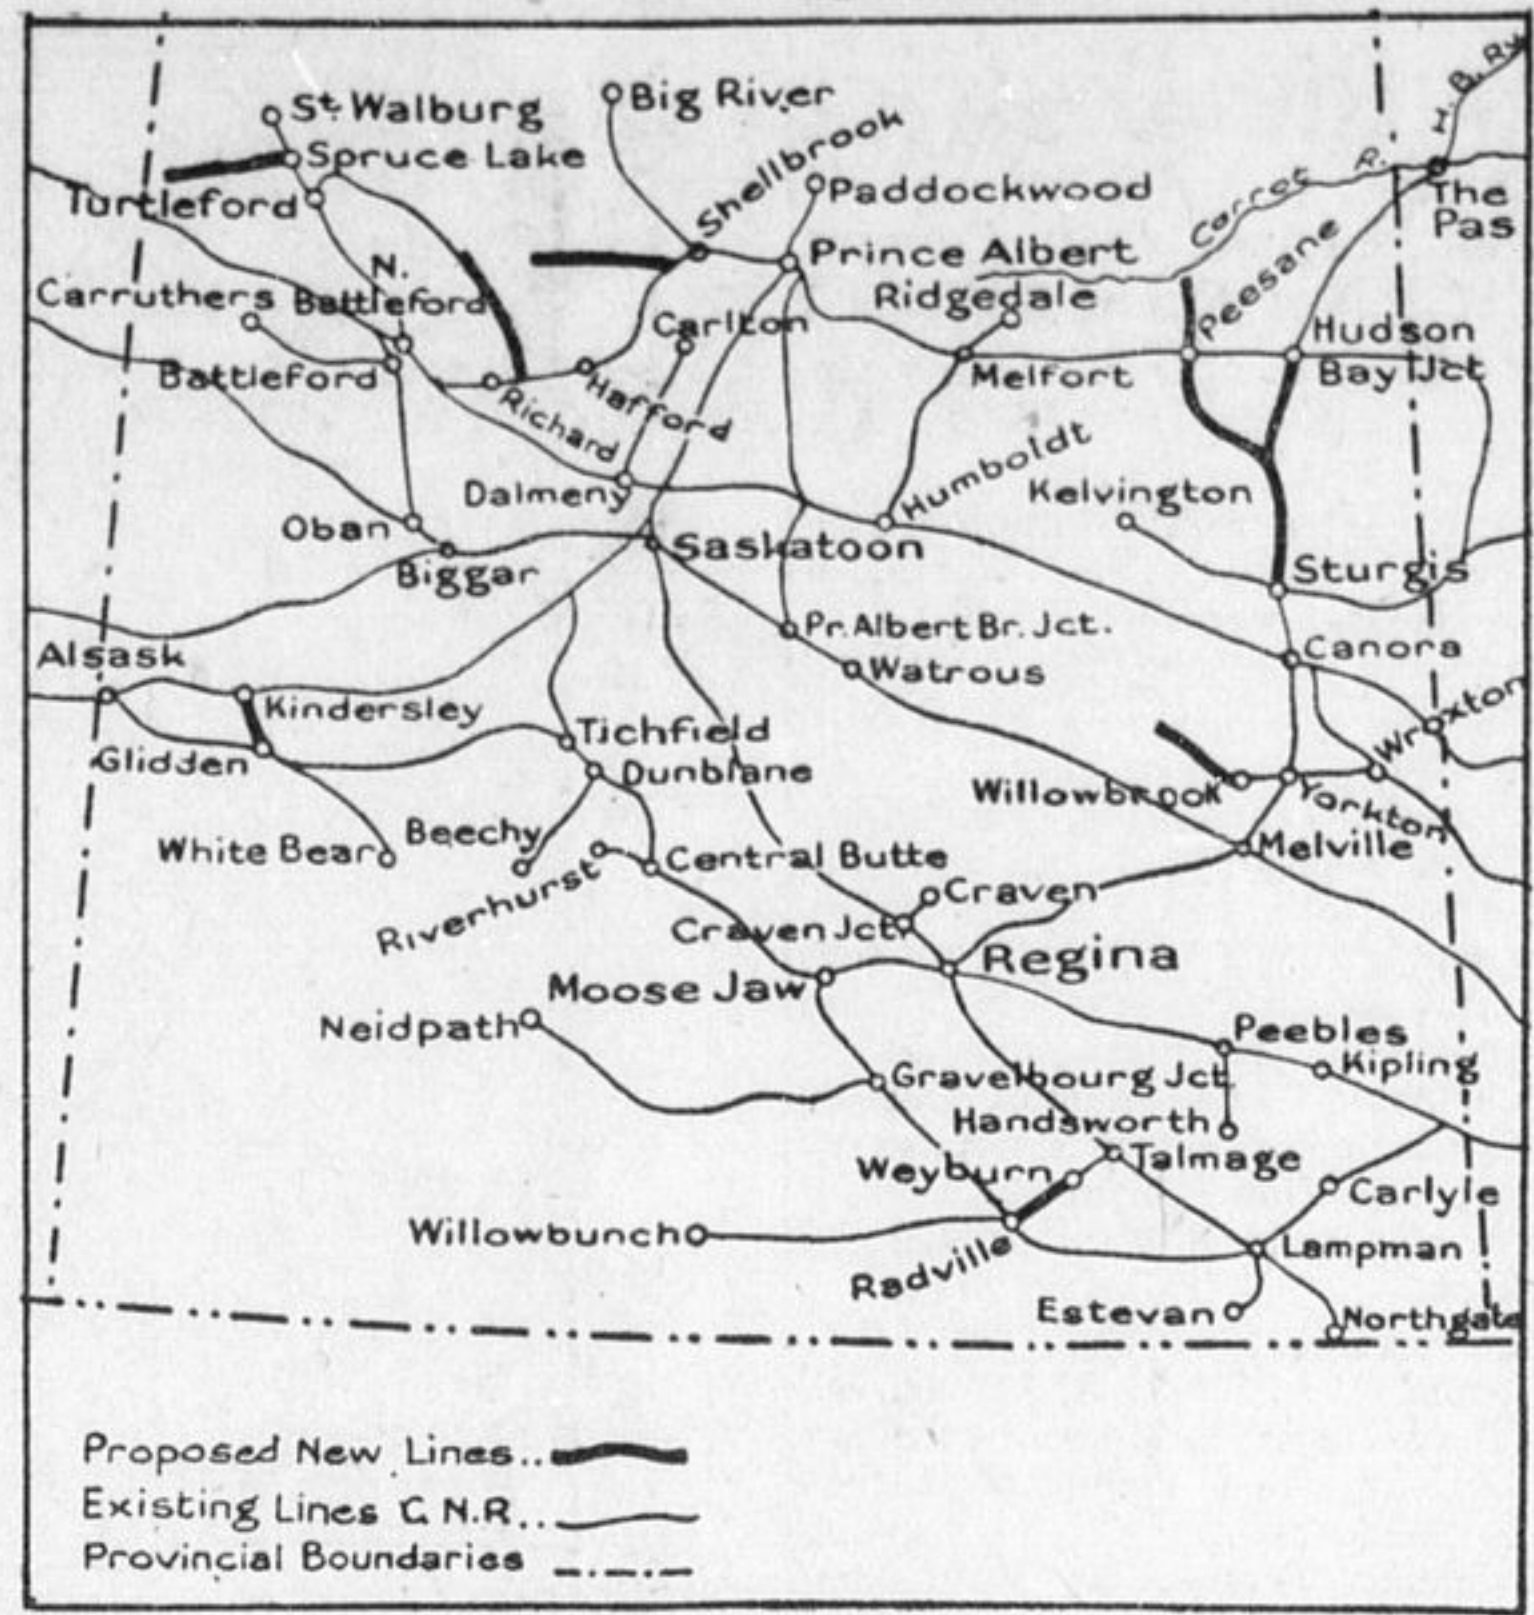 St. Walburg
Big River
H. B. Ry
Spruce Lake
Shellbrook
Carrot R.
Turtleford
Paddockwood
The
Pas
N.
Battleford
Prince Albert
Peesane
Carruthers
Ridgedale
Carlton
Hudson
Bay Jct
Battleford
Richard
Hafford
Melfort
Dalmeny
Humboldt
Kelvington
Oban
Saskatoon
Biggar
Sturgis
Pr. Albert Br. Jct.
Canora
Alsask
Watrous
Kindersley
Wroxton
Tichfield
Glidden
Dunblane
Willowbrook
Yorkton
White Bear
Beechy
Central Butte
Melville
Riverhurst
Craven
Craven Jct.
Regina
Moose Jaw
Neidpath
Peebles
Kipling
Gravelbourg Jct
Handsworth
Weyburn
Talmage
Carlyle
Willowbunch
Radville
Lampman
Estevan
Northgate
Proposed New Lines..
Existing Lines C.N.R...
Provincial Boundaries